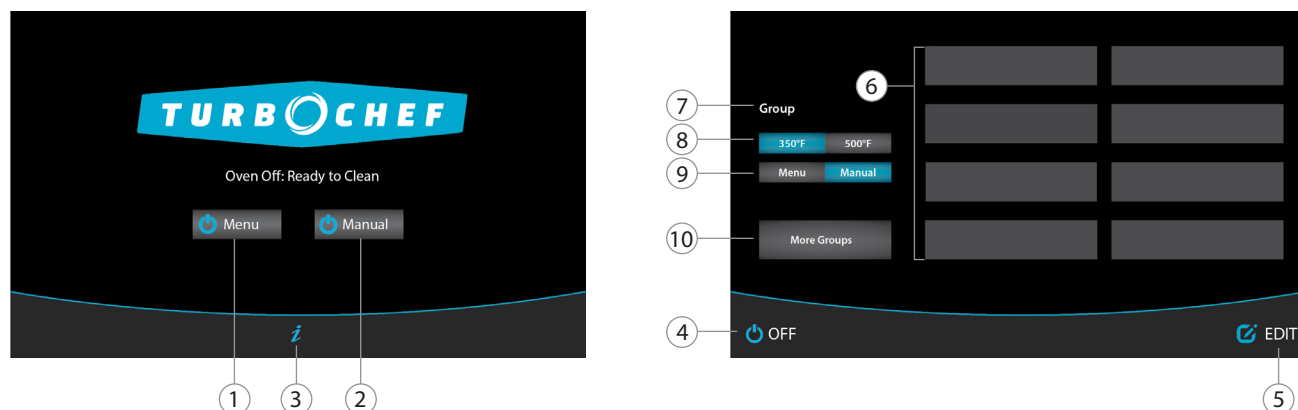 TURBOCHEF
Oven Off: Ready to Clean
Menu Manual
i
1 3 2
6
7 Group
8 350°F 500°F
9 Menu Manual
10 More Groups
4 OFF EDIT
5